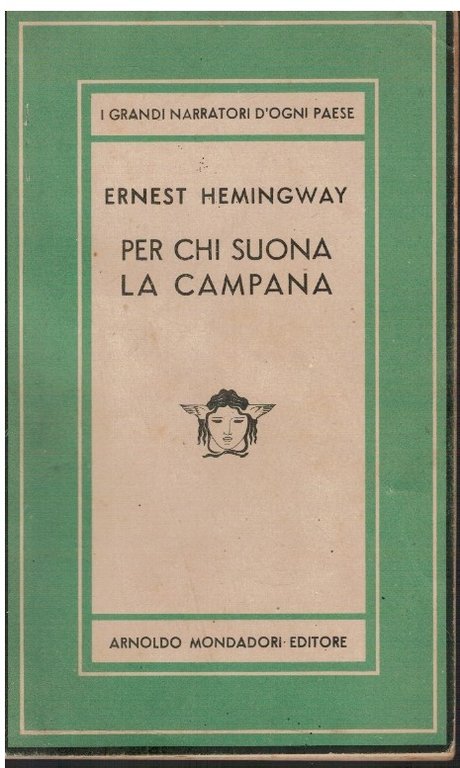 I GRANDI NARRATORI D'OGNI PAESE
ERNEST HEMINGWAY
PER CHI SUONA
LA CAMPANA
ARNOLDO MONDADORI EDITORE